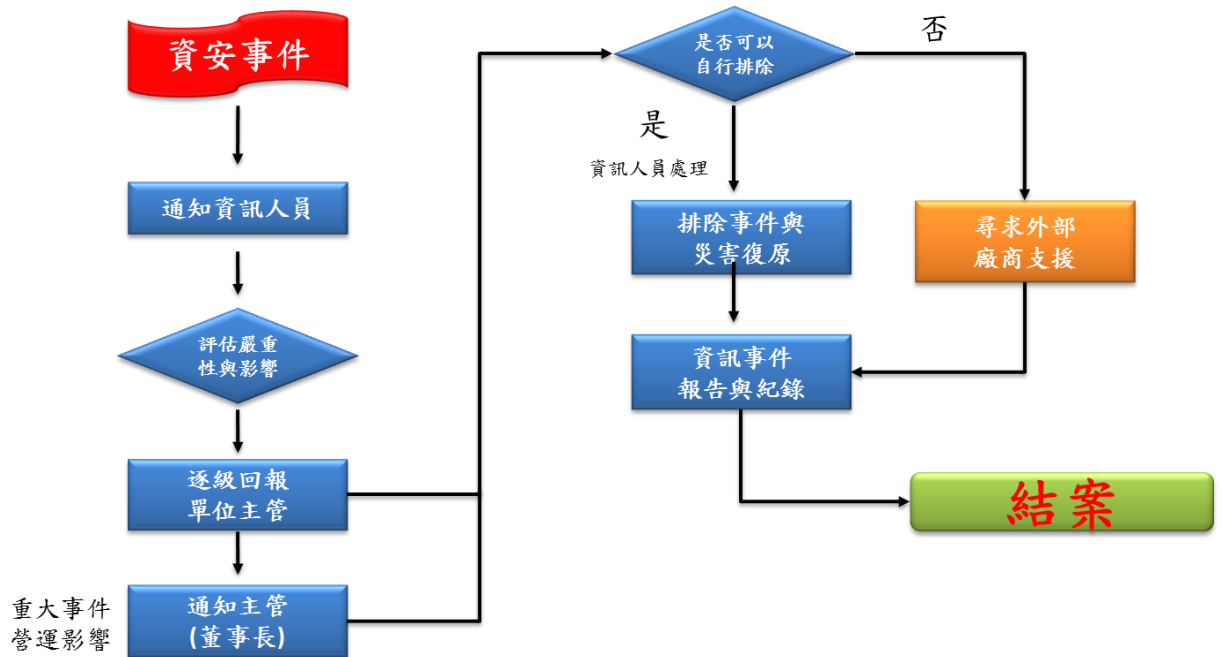 資安事件
通知資訊人員
評估嚴重
性與影響
逐級回報
單位主管
重大事件
營運影響
通知主管
(董事長)
是否可以
自行排除
否
是
資訊人員處理
排除事件與
災害復原
尋求外部
廠商支援
資訊事件
報告與紀錄
結案